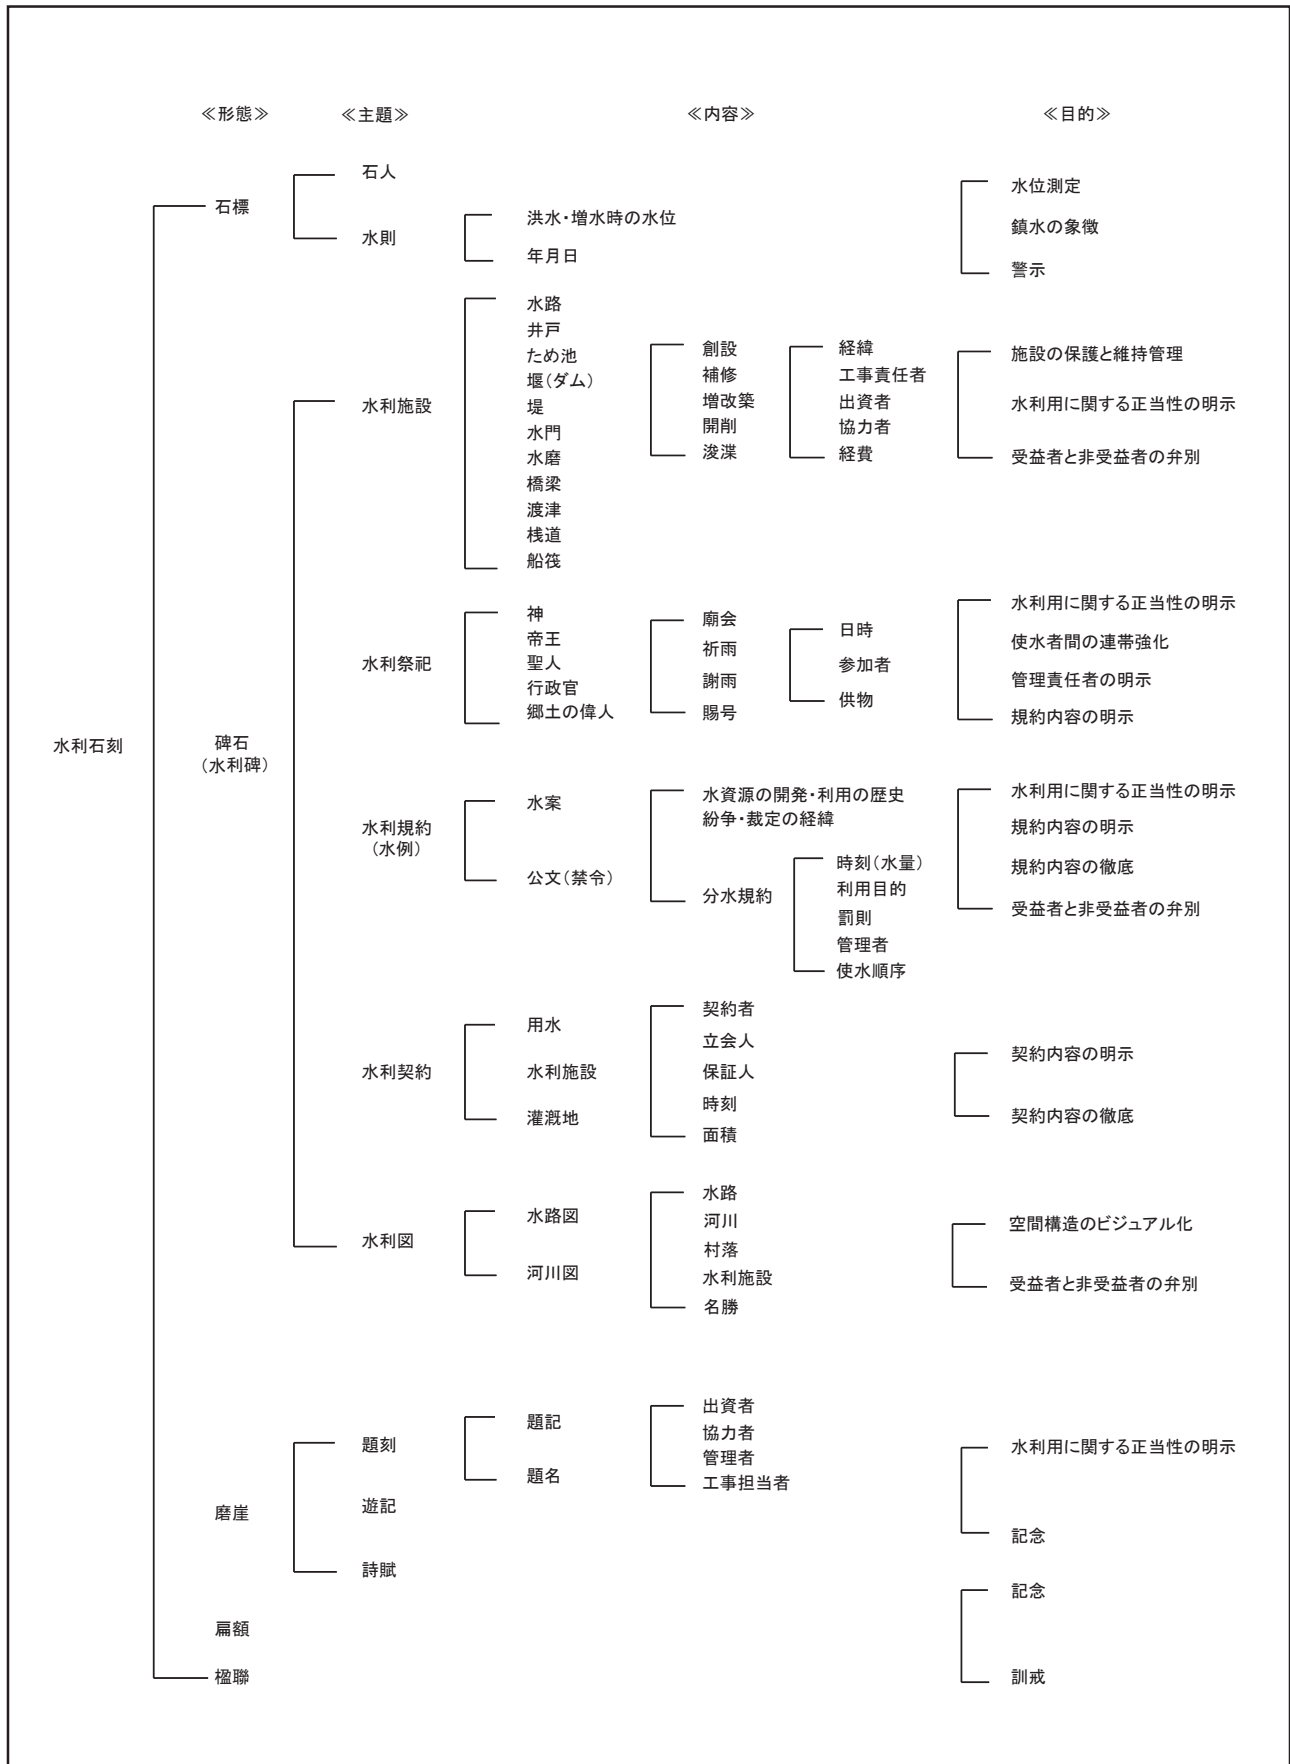 ≪形態≫
≪主題≫
≪内容≫
≪目的≫
水利石刻
石標
石人
水則
洪水・増水時の水位
年月日
水位測定
鎮水の象徴
警示
碑石
(水利碑)
水利施設
水路
井戸
ため池
堰(ダム)
堤
水門
水磨
橋梁
渡津
桟道
船筏
創設
補修
増改築
開削
浚渫
経緯
工事責任者
出資者
協力者
経費
施設の保護と維持管理
水利用に関する正当性の明示
受益者と非受益者の弁別
水利祭祀
神
帝王
聖人
行政官
郷土の偉人
廟会
祈雨
謝雨
賜号
日時
参加者
供物
水利用に関する正当性の明示
使水者間の連帯強化
管理責任者の明示
規約内容の明示
水利規約
(水例)
水案
公文(禁令)
水資源の開発・利用の歴史
紛争・裁定の経緯
分水規約
時刻(水量)
利用目的
罰則
管理者
使水順序
水利用に関する正当性の明示
規約内容の明示
規約内容の徹底
受益者と非受益者の弁別
水利契約
用水
水利施設
灌漑地
契約者
立会人
保証人
時刻
面積
契約内容の明示
契約内容の徹底
水利図
水路図
河川図
水路
河川
村落
水利施設
名勝
空間構造のビジュアル化
受益者と非受益者の弁別
磨崖
題刻
遊記
詩賦
題記
題名
出資者
協力者
管理者
工事担当者
水利用に関する正当性の明示
記念
扁額
楹聯
記念
訓戒